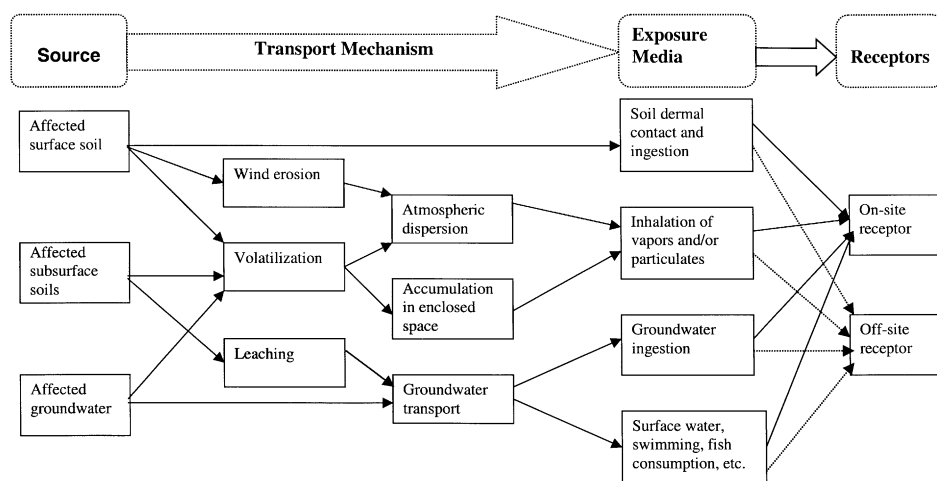 Source
Transport Mechanism
Exposure
Media
Receptors
Affected
surface soil
Soil dermal
contact and
ingestion
Wind erosion
Atmospheric
dispersion
On-site
receptor
Inhalation of
vapors and/or
particulates
Affected
subsurface
soils
Volatilization
Accumulation
in enclosed
space
Groundwater
ingestion
Off-site
receptor
Leaching
Affected
groundwater
Groundwater
transport
Surface water,
swimming, fish
consumption, etc.